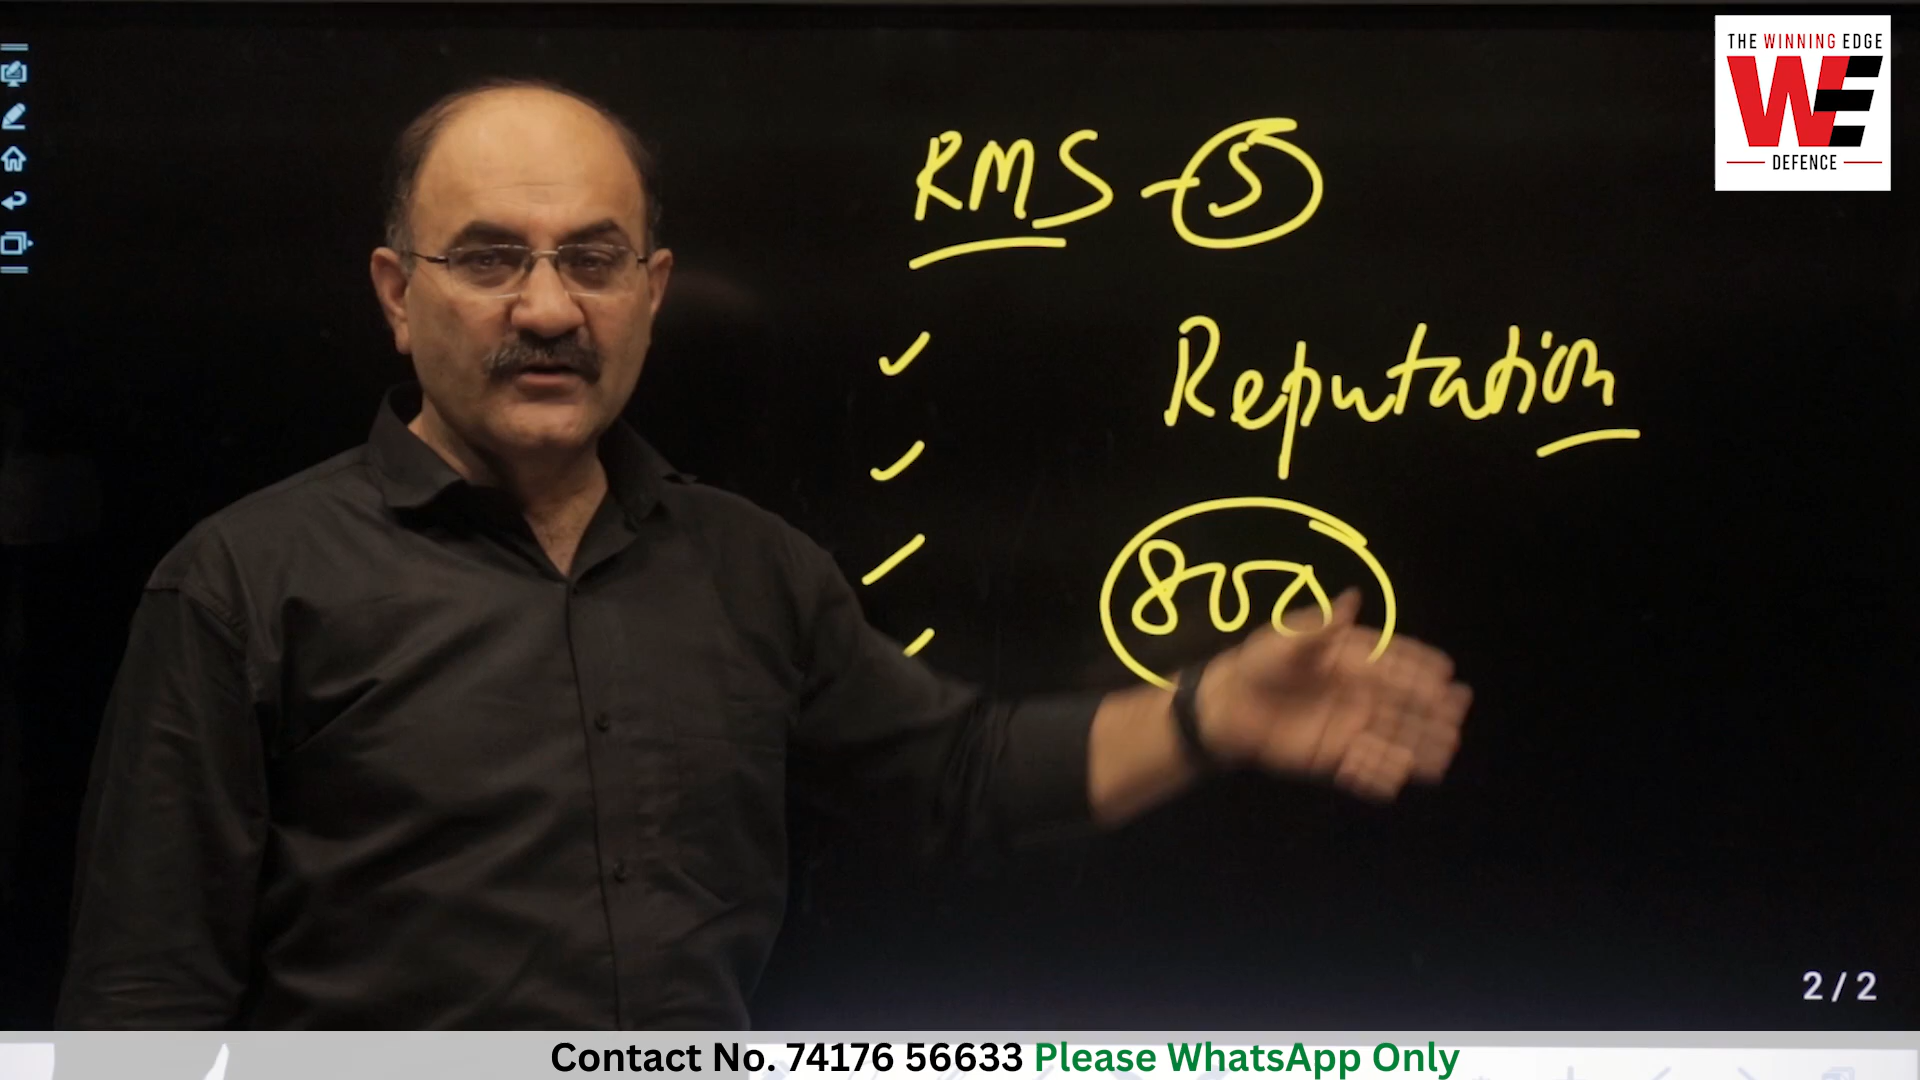 THE WINNING EDGE
WE
DEFENCE
RMS - 5
Reputation
800
2 / 2
Contact No. 74176 56633 Please WhatsApp Only